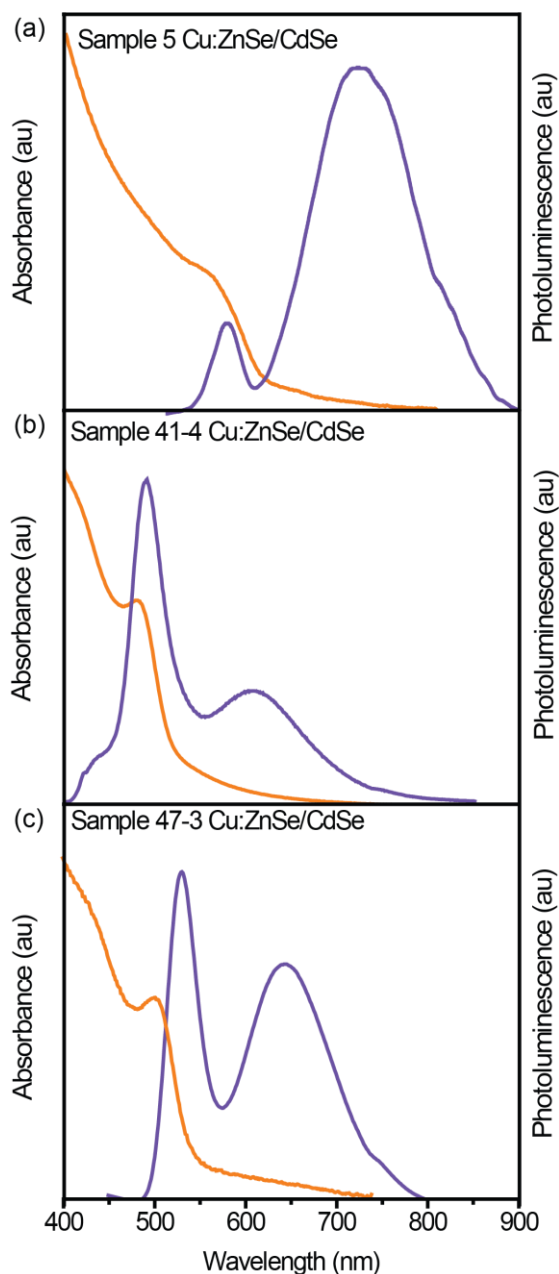 (a)
Sample 5 Cu:ZnSe/CdSe
Absorbance (au)
Photoluminescence (au)
(b)
Sample 41-4 Cu:ZnSe/CdSe
Absorbance (au)
Photoluminescence (au)
(c)
Sample 47-3 Cu:ZnSe/CdSe
Absorbance (au)
Photoluminescence (au)
400 500 600 700 800 900
Wavelength (nm)